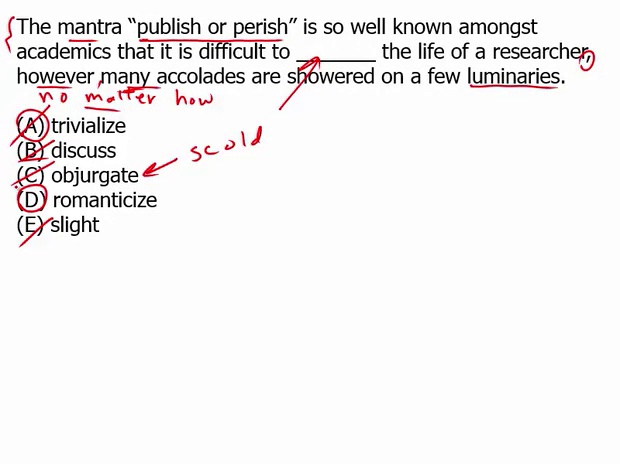 The mantra "publish or perish" is so well known amongst
academics that it is difficult to ________ the life of a researcher,
however many accolades are showered on a few luminaries.
no matter how
(A) trivialize
(B) discuss
scold
(C) objurgate
(D) romanticize
(E) slight